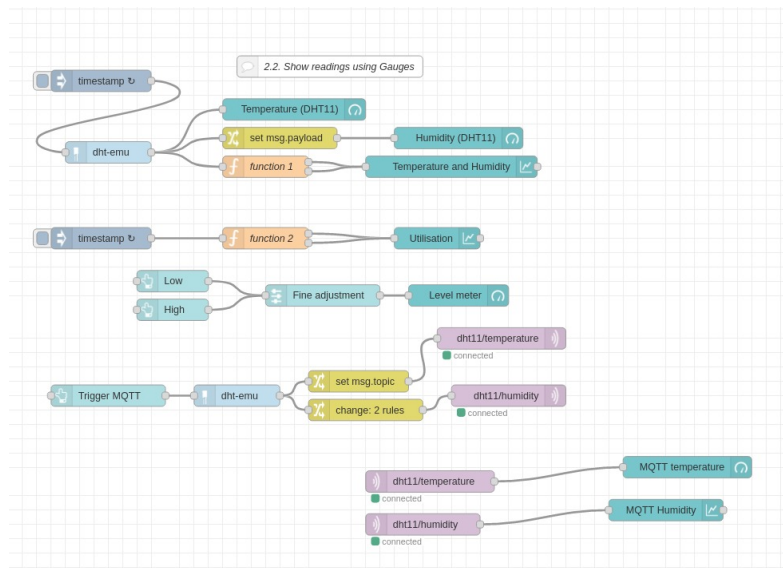 2.2. Show readings using Gauges
timestamp ↻
Temperature (DHT11)
set msg.payload
Humidity (DHT11)
dht-emu
function 1
Temperature and Humidity
timestamp ↻
function 2
Utilisation
Low
High
Fine adjustment
Level meter
dht11/temperature
connected
Trigger MQTT
dht-emu
set msg.topic
change: 2 rules
dht11/humidity
connected
dht11/temperature
connected
MQTT temperature
dht11/humidity
connected
MQTT Humidity